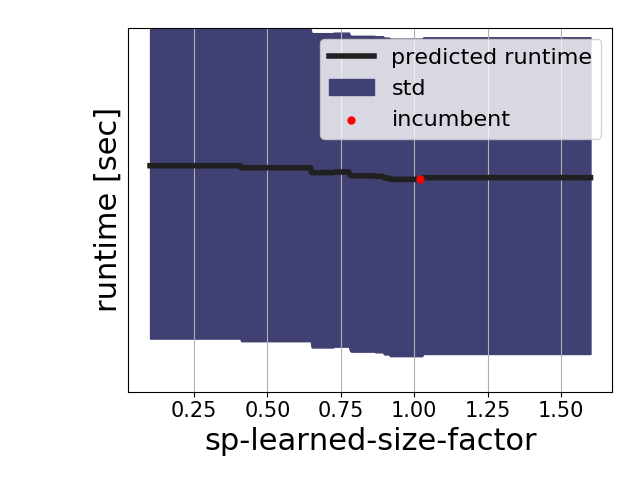 predicted runtime
std
incumbent
runtime [sec]
0.25 0.50 0.75 1.00 1.25 1.50
sp-learned-size-factor